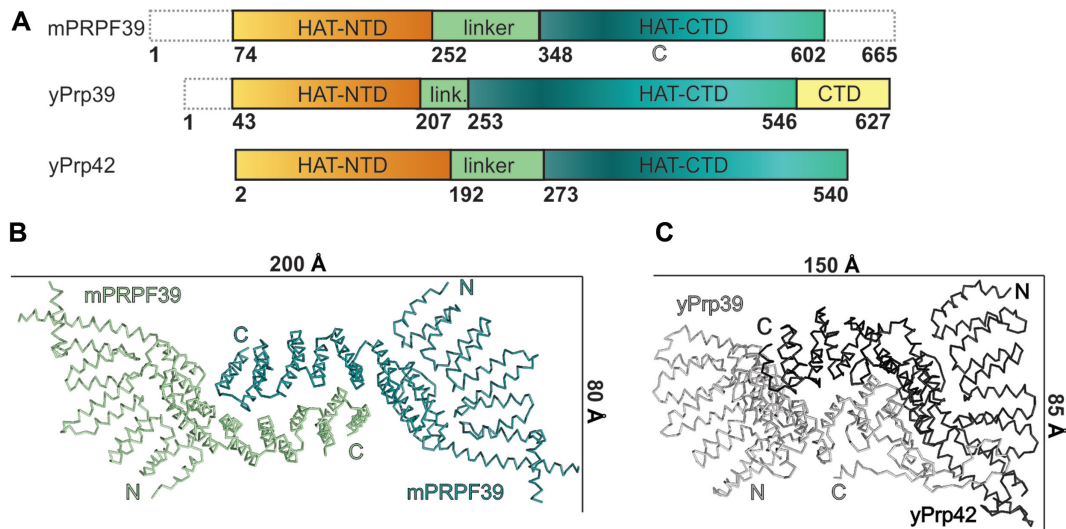 A
mPRPF39
HAT-NTD
linker
HAT-CTD
1
74
252
348
C
602
665
yPrp39
HAT-NTD
link.
HAT-CTD
CTD
1
43
207
253
546
627
yPrp42
HAT-NTD
linker
HAT-CTD
2
192
273
540
B
200 Å
mPRPF39
N
C
80 Å
C
N
mPRPF39
C
150 Å
yPrp39
N
C
85 Å
N
C
yPrp42